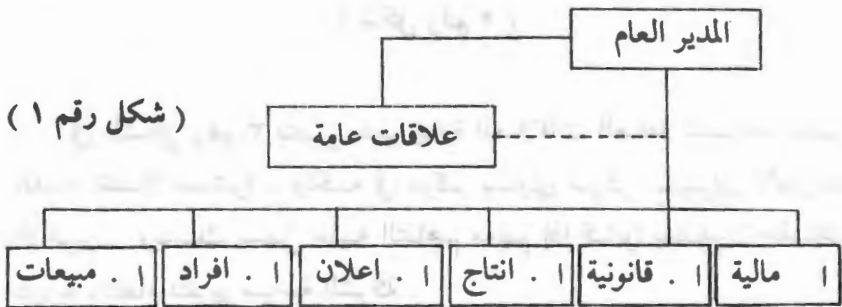 المدير العام
علاقات عامة
( شكل رقم ١ )
ا مالية
ا . قانونية
ا . انتاج
ا . اعلان
ا . افراد
ا . مبيعات